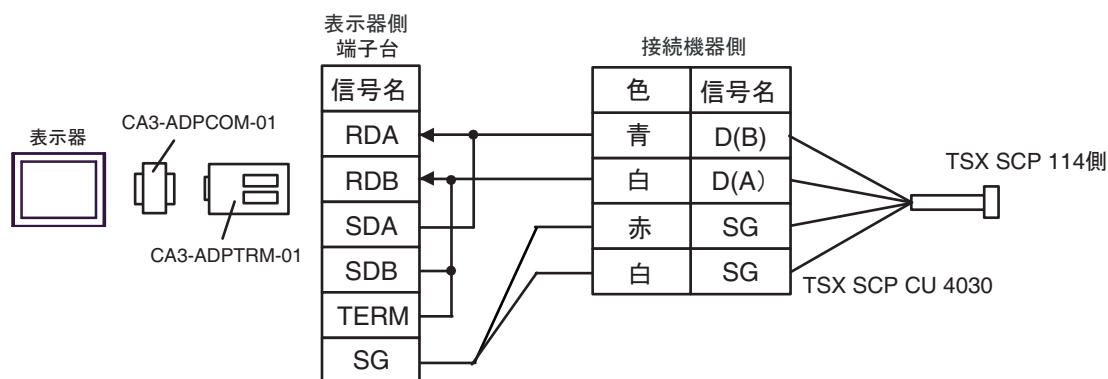 表示器側
端子台
接続機器側
信号名
色
信号名
CA3-ADPCOM-01
表示器
RDA
青
D(B)
TSX SCP 114側
RDB
白
D(A)
SDA
赤
SG
CA3-ADPTRM-01
SDB
白
SG
TSX SCP CU 4030
TERM
SG